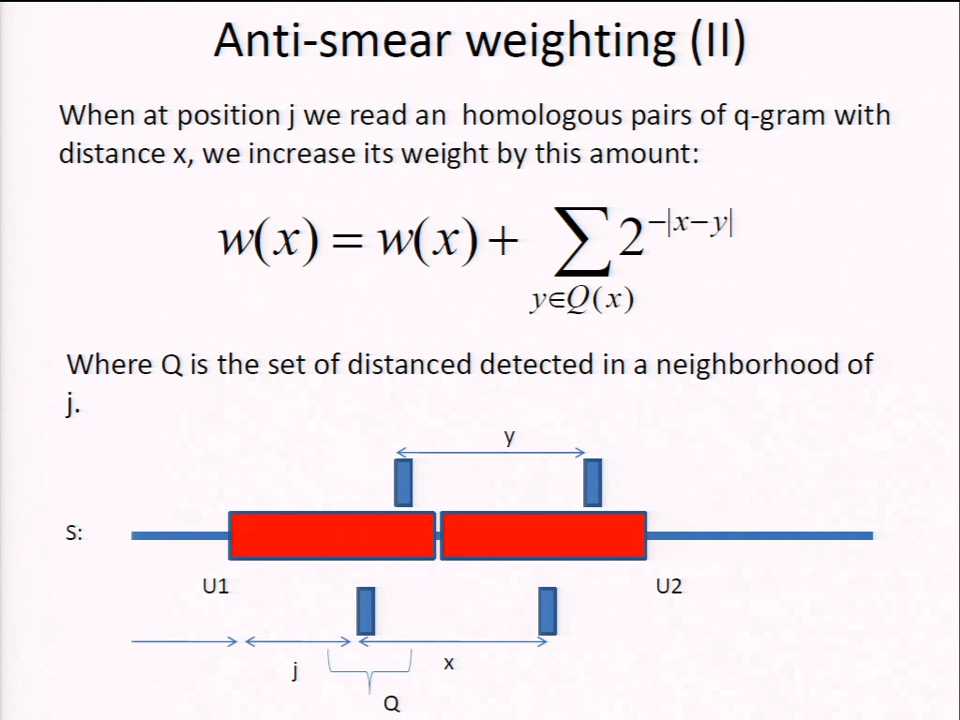 Anti-smear weighting (II)
When at position j we read an homologous pairs of q-gram with
distance x, we increase its weight by this amount:
w(x) = w(x) + ∑ 2^{-|x-y|}
y∈Q(x)
Where Q is the set of distanced detected in a neighborhood of
j.
y
S:
U1
U2
j
x
Q